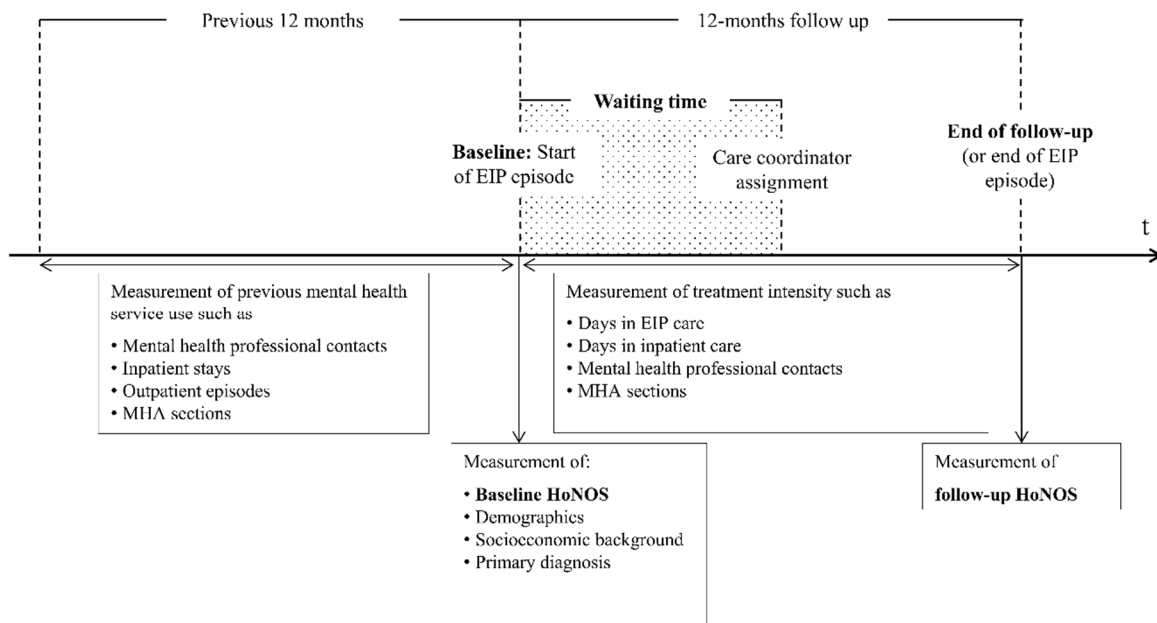 Previous 12 months
12-months follow up
Waiting time
Baseline: Start
of EIP episode
Care coordinator
assignment
End of follow-up
(or end of EIP
episode)
t
Measurement of previous mental health
service use such as
• Mental health professional contacts
• Inpatient stays
• Outpatient episodes
• MHA sections
Measurement of treatment intensity such as
• Days in EIP care
• Days in inpatient care
• Mental health professional contacts
• MHA sections
Measurement of:
• Baseline HoNOS
• Demographics
• Socioeconomic background
• Primary diagnosis
Measurement of
follow-up HoNOS